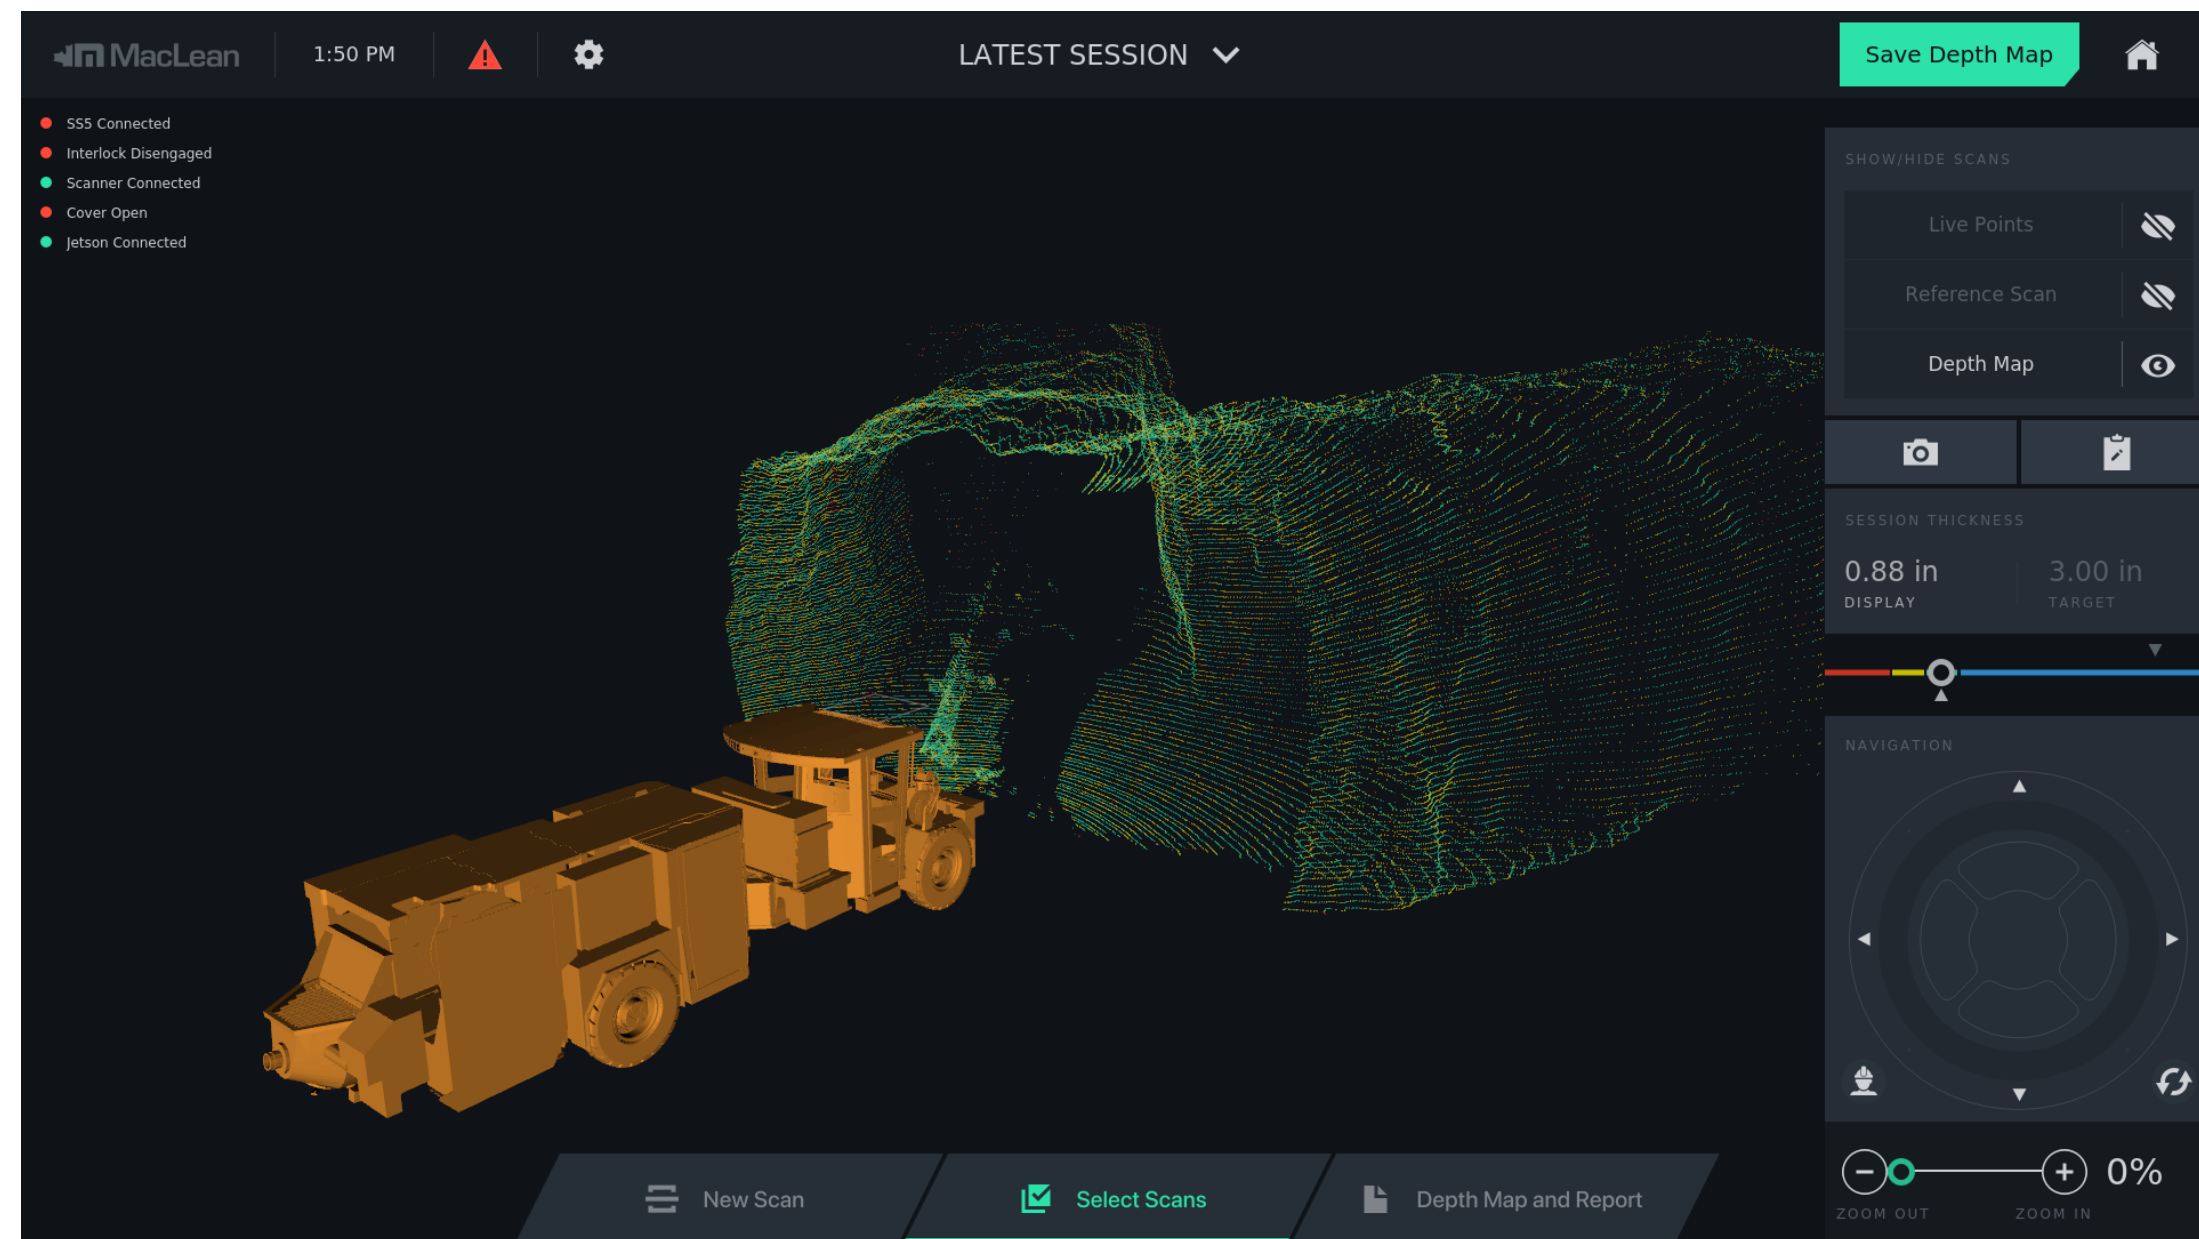 MacLean
1:50 PM
LATEST SESSION
Save Depth Map
SS5 Connected
Interlock Disengaged
Scanner Connected
Cover Open
Jetson Connected
SHOW/HIDE SCANS
Live Points
Reference Scan
Depth Map
SESSION THICKNESS
0.88 in
3.00 in
DISPLAY
TARGET
NAVIGATION
0%
ZOOM OUT
ZOOM IN
New Scan
Select Scans
Depth Map and Report